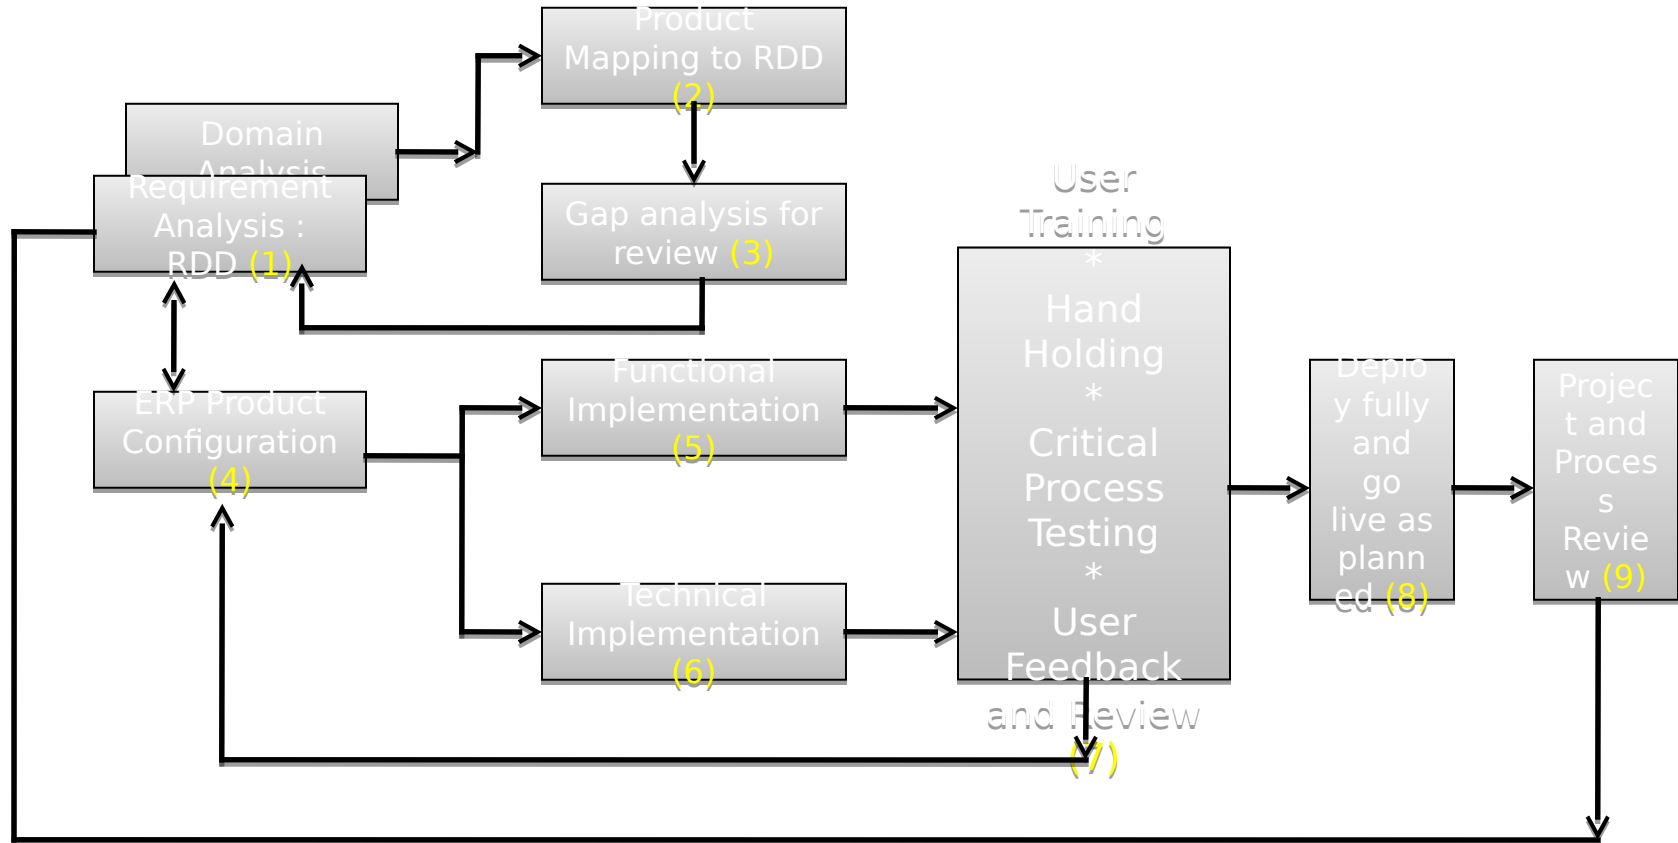 Product
Mapping to RDD
(2)
Domain
Analysis
Requirement
Analysis :
RDD (1)
Gap analysis for
review (3)
ERP Product
Configuration
(4)
Functional
Implementation
(5)
Technical
Implementation
(6)
User
Training
*
Hand
Holding
*
Critical
Process
Testing
*
User
Feedback
and Review
(7)
Deplo
y fully
and
go
live as
plann
ed (8)
Projec
t and
Proces
s
Revie
w (9)